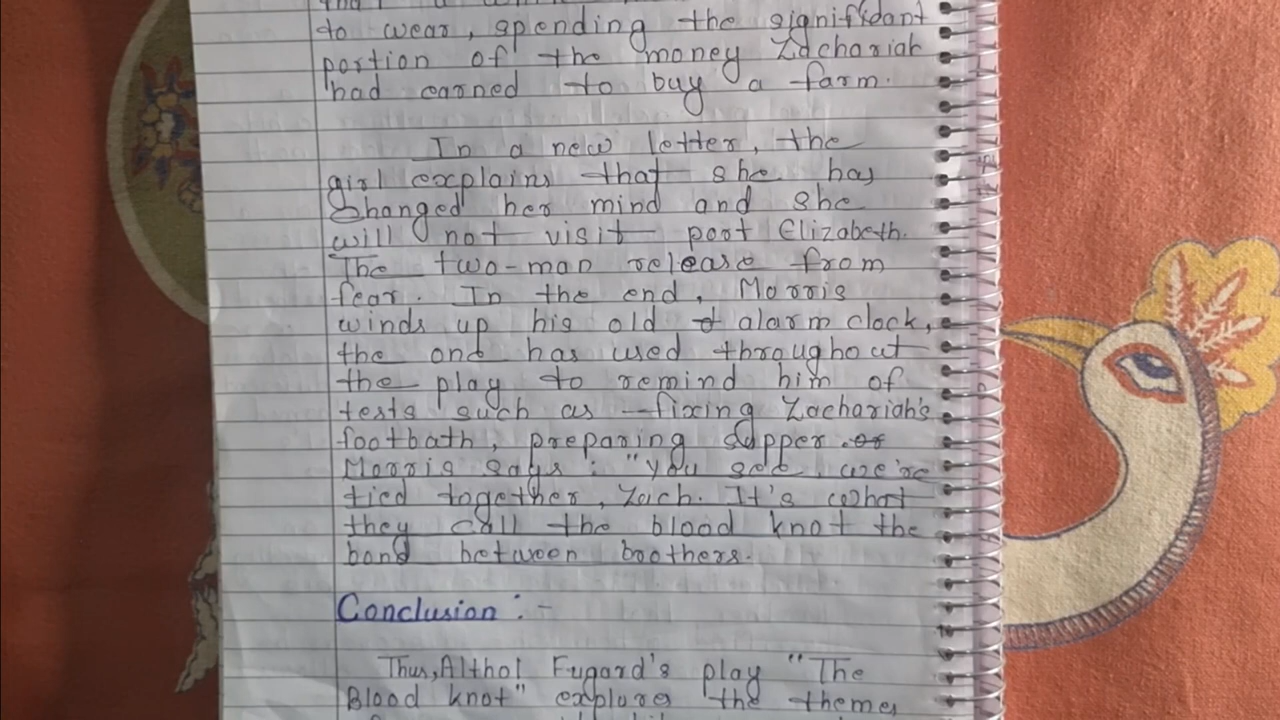 to wear, spending the significant
portion of the money Zachariah
had earned to buy a farm.
In a new letter, the
girl explains that she has
changed her mind and she
will not visit poot Elizabeth.
The two-man release from
fear. In the end, Morris
winds up his old alarm clock,
the one has used throughout
the play to remind him of
tests such as fixing Zachariah's
footbath, preparing supper.
Morris says: "you see, we're
tied together, Zach. It's what
they call the blood knot the
bond between boothers.
Conclusion :-
Thus, Althol Fugard's play "The
Blood knot" explores the themes